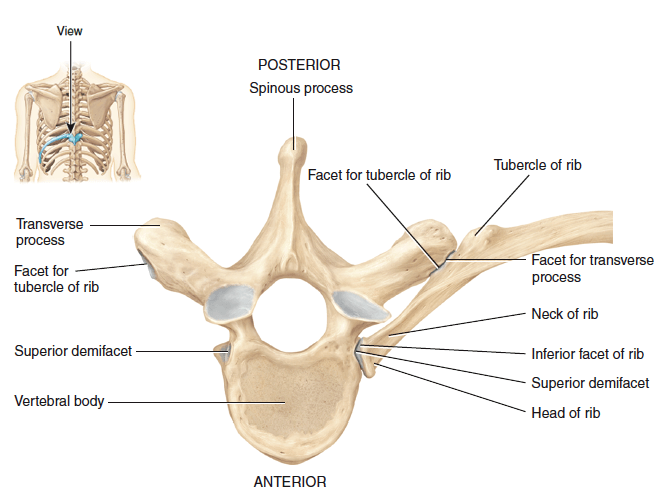 View
POSTERIOR
Spinous process
Facet for tubercle of rib
Tubercle of rib
Transverse
process
Facet for
tubercle of rib
Facet for transverse
process
Neck of rib
Superior demifacet
Inferior facet of rib
Superior demifacet
Vertebral body
Head of rib
ANTERIOR